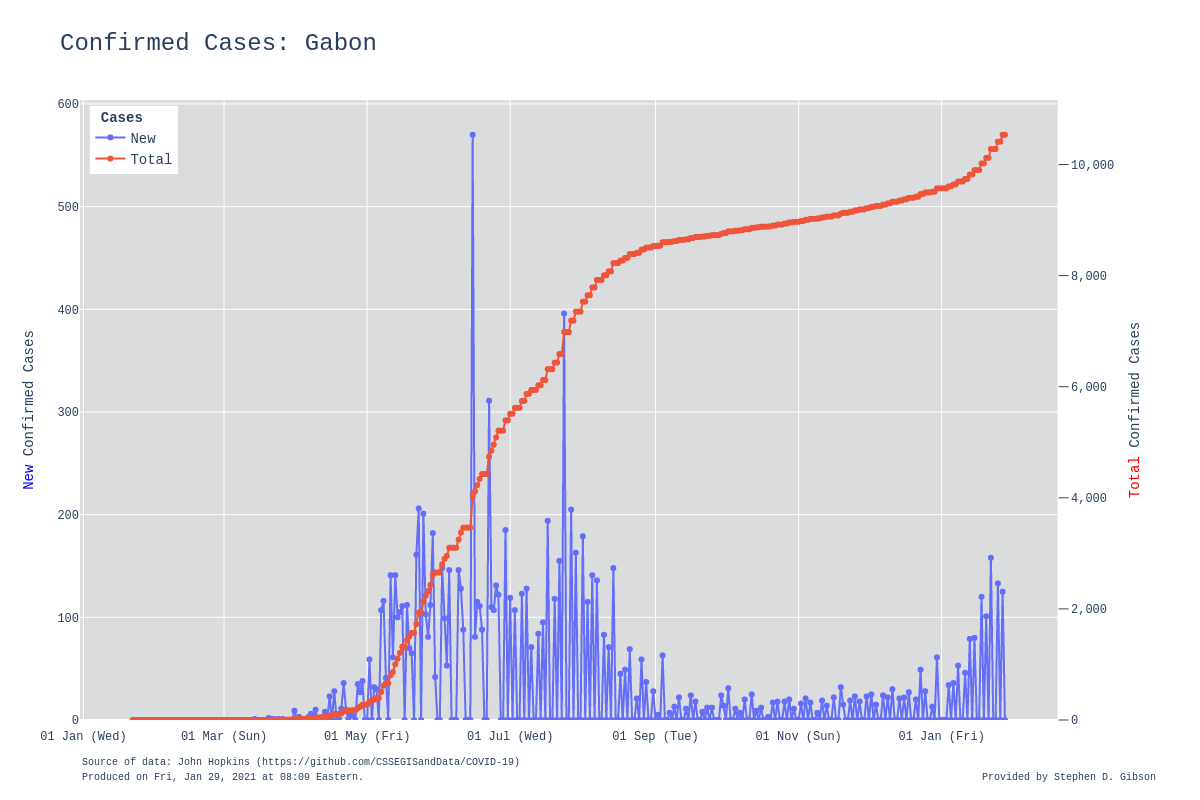 Confirmed Cases: Gabon
Cases
New
Total
600
500
400
300
200
100
0
10,000
8,000
6,000
4,000
2,000
0
New Confirmed Cases
Total Confirmed Cases
01 Jan (Wed) 01 Mar (Sun) 01 May (Fri) 01 Jul (Wed) 01 Sep (Tue) 01 Nov (Sun) 01 Jan (Fri)
Source of data: John Hopkins (https://github.com/CSSEGISandData/COVID-19)
Produced on Fri, Jan 29, 2021 at 08:09 Eastern.
Provided by Stephen D. Gibson